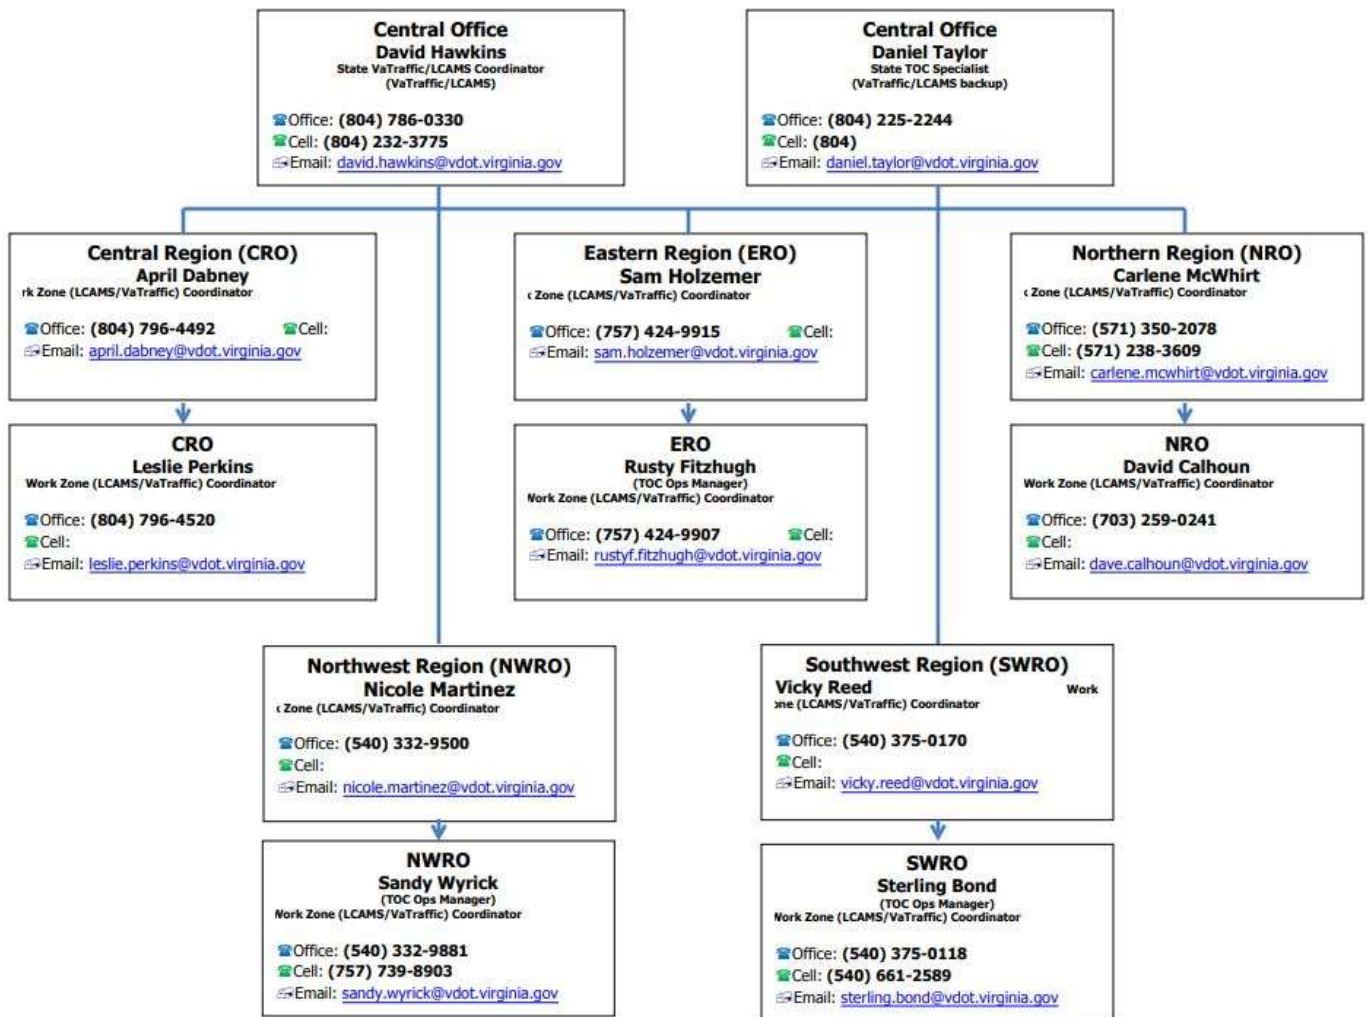 Central Office
David Hawkins
State VaTraffic/LCAMS Coordinator
(VaTraffic/LCAMS)
Office: (804) 786-0330
Cell: (804) 232-3775
Email: david.hawkins@vdot.virginia.gov
Central Office
Daniel Taylor
State TOC Specialist
(VaTraffic/LCAMS backup)
Office: (804) 225-2244
Cell: (804)
Email: daniel.taylor@vdot.virginia.gov
Central Region (CRO)
April Dabney
rk Zone (LCAMS/VaTraffic) Coordinator
Office: (804) 796-4492 Cell:
Email: april.dabney@vdot.virginia.gov
Eastern Region (ERO)
Sam Holzemer
k Zone (LCAMS/VaTraffic) Coordinator
Office: (757) 424-9915 Cell:
Email: sam.holzemer@vdot.virginia.gov
Northern Region (NRO)
Carlene McWhirt
k Zone (LCAMS/VaTraffic) Coordinator
Office: (571) 350-2078
Cell: (571) 238-3609
Email: carlene.mcwhirt@vdot.virginia.gov
CRO
Leslie Perkins
Work Zone (LCAMS/VaTraffic) Coordinator
Office: (804) 796-4520
Cell:
Email: leslie.perkins@vdot.virginia.gov
ERO
Rusty Fitzhugh
(TOC Ops Manager)
Work Zone (LCAMS/VaTraffic) Coordinator
Office: (757) 424-9907 Cell:
Email: rustyf.fitzhugh@vdot.virginia.gov
NRO
David Calhoun
Work Zone (LCAMS/VaTraffic) Coordinator
Office: (703) 259-0241
Cell:
Email: dave.calhoun@vdot.virginia.gov
Northwest Region (NWRO)
Nicole Martinez
k Zone (LCAMS/VaTraffic) Coordinator
Office: (540) 332-9500
Cell:
Email: nicole.martinez@vdot.virginia.gov
Southwest Region (SWRO)
Vicky Reed Work
one (LCAMS/VaTraffic) Coordinator
Office: (540) 375-0170
Cell:
Email: vicky.reed@vdot.virginia.gov
NWRO
Sandy Wyrick
(TOC Ops Manager)
Work Zone (LCAMS/VaTraffic) Coordinator
Office: (540) 332-9881
Cell: (757) 739-8903
Email: sandy.wyrick@vdot.virginia.gov
SWRO
Sterling Bond
(TOC Ops Manager)
Work Zone (LCAMS/VaTraffic) Coordinator
Office: (540) 375-0118
Cell: (540) 661-2589
Email: sterling.bond@vdot.virginia.gov